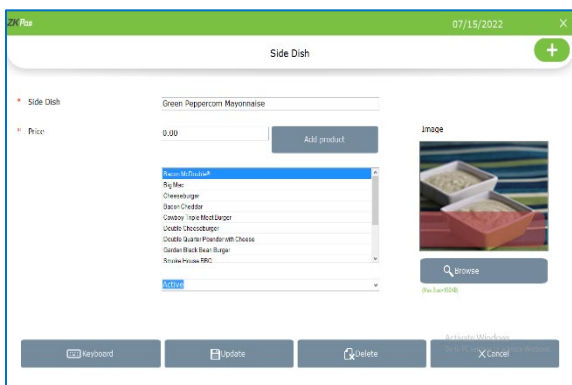 ZKPos
07/15/2022 X
Side Dish
+
* Side Dish
Green Peppercorn Mayonnaise
* Price
0.00
Add product
Image
Bacon McDouble®
Big Mac
Cheeseburger
Bacon Cheddar
Cowboy Triple Meat Burger
Double Cheeseburger
Double Quarter Pounder with Cheese
Garden Black Bean Burger
Smoke House BBQ
Browse
Active
Activate Windows
Keyboard
Update
Delete
X Cancel